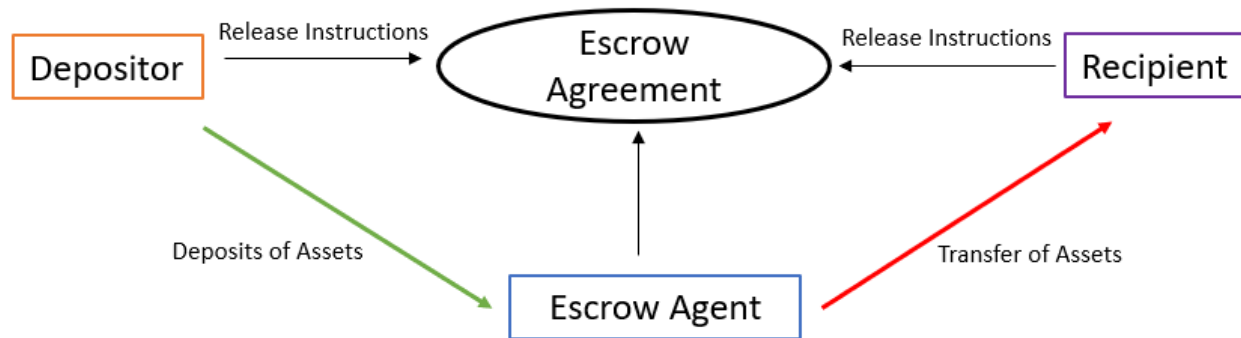 Release Instructions
Escrow
Agreement
Release Instructions
Depositor
Recipient
Deposits of Assets
Transfer of Assets
Escrow Agent